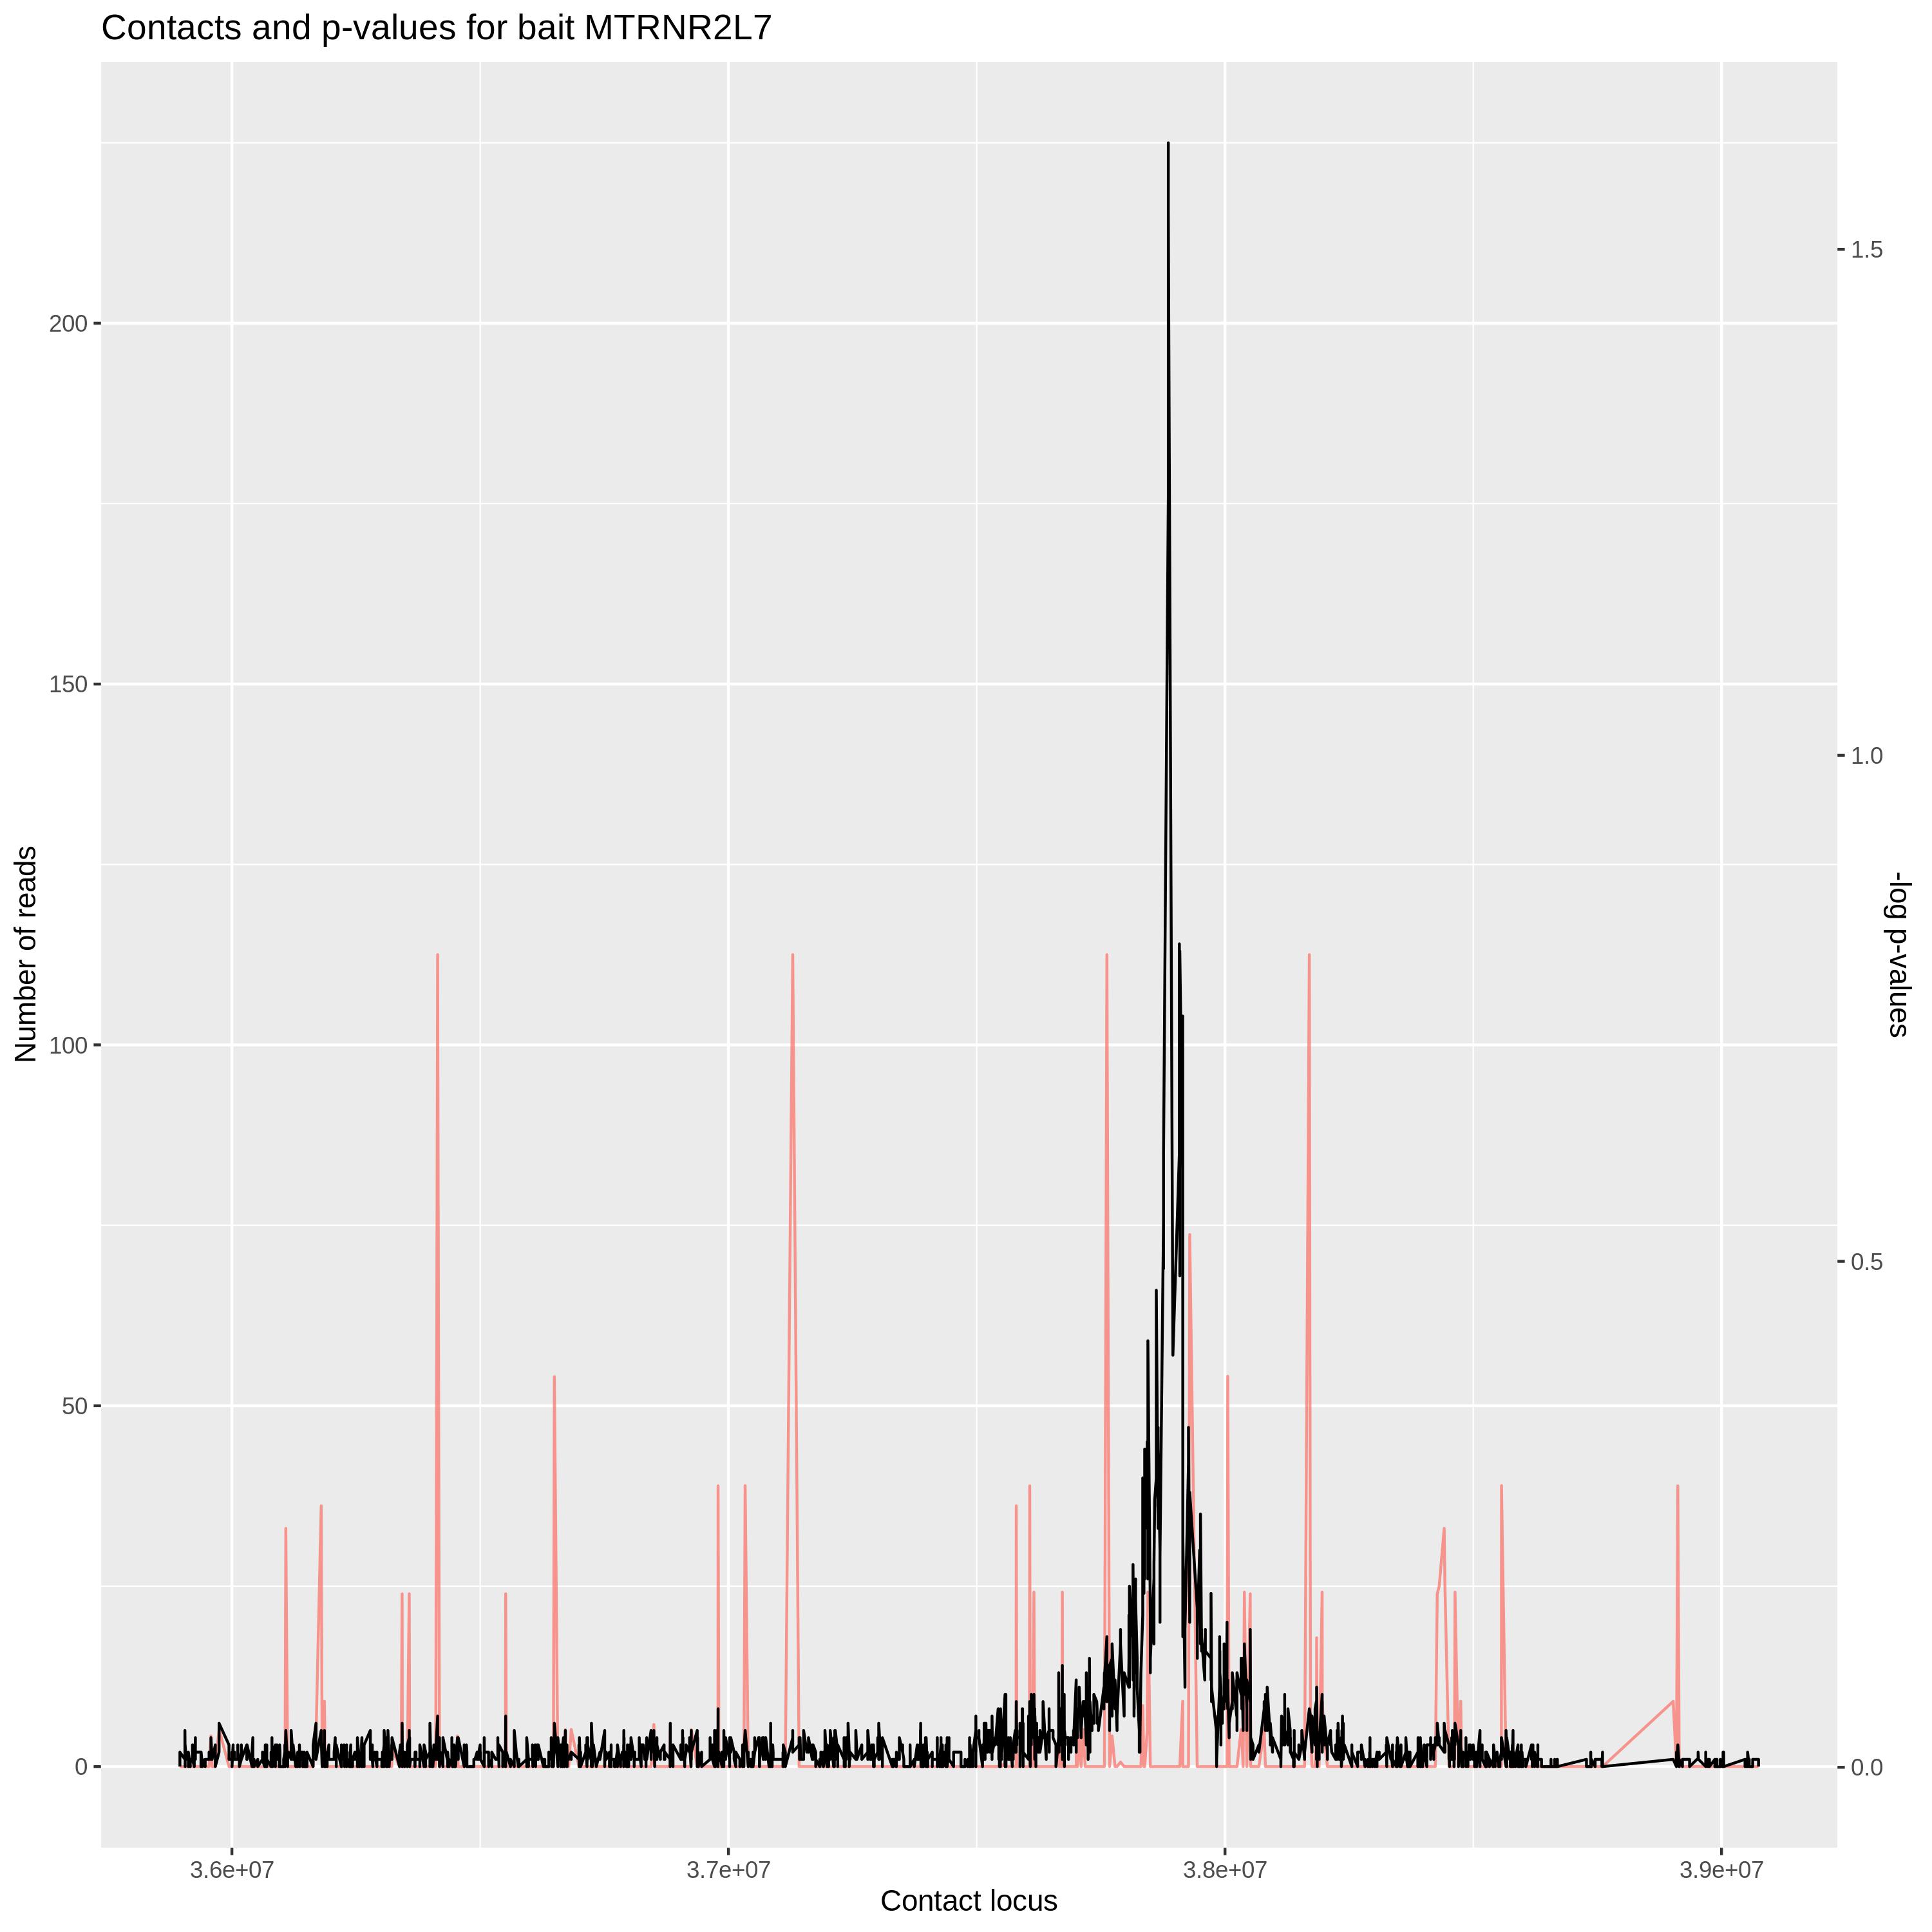 Contacts and p-values for bait MTRNR2L7
200
150
100
50
0
Number of reads
1.5
1.0
0.5
0.0
-log p-values
3.6e+07
3.7e+07
3.8e+07
3.9e+07
Contact locus